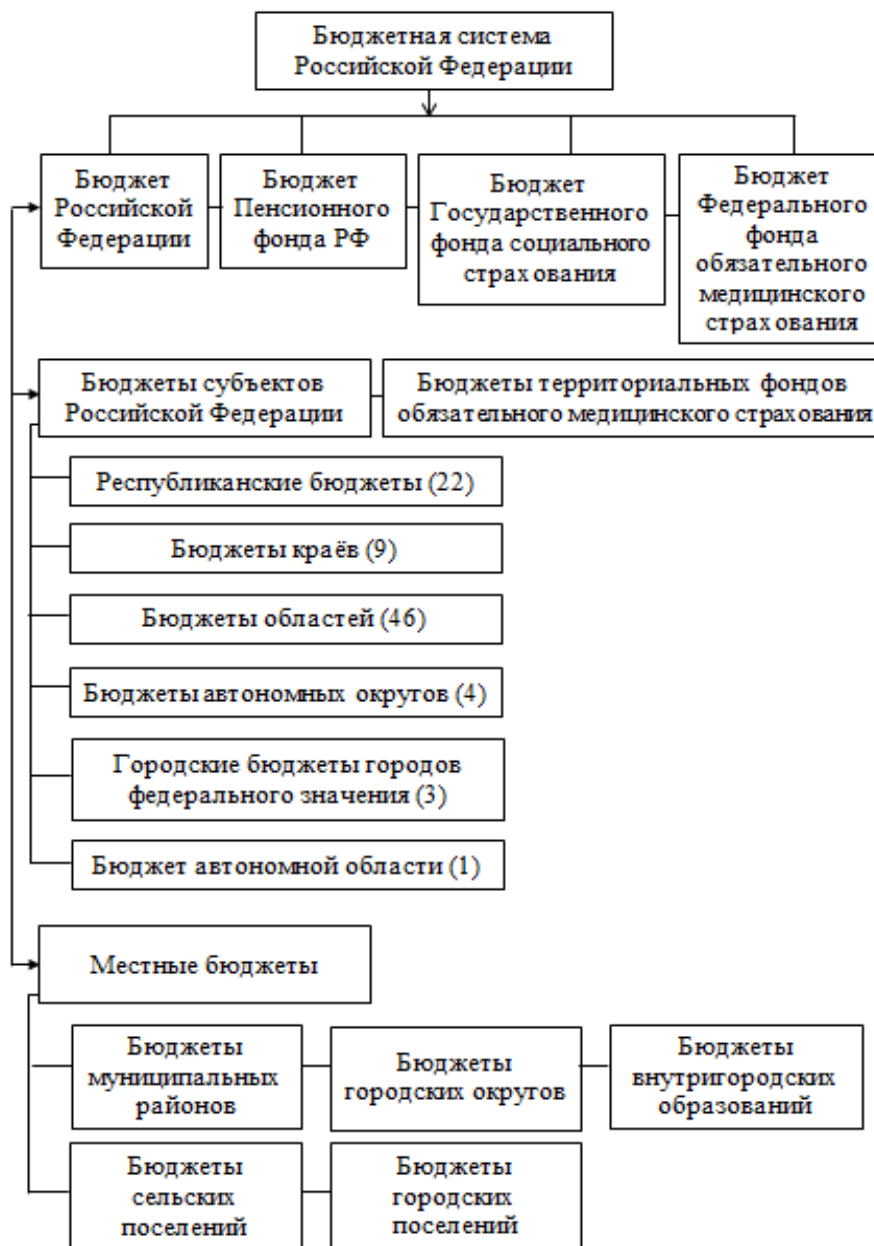 Бюджетная система
Российской Федерации
Бюджет
Российской
Федерации
Бюджет
Пенсионного
фонда РФ
Бюджет
Государственного
фонда социального
страхования
Бюджет
Федерального
фонда
обязательного
медицинского
страхования
Бюджеты субъектов
Российской Федерации
Бюджеты территориальных фондов
обязательного медицинского страхования
Республиканские бюджеты (22)
Бюджеты краёв (9)
Бюджеты областей (46)
Бюджеты автономных округов (4)
Городские бюджеты городов
федерального значения (3)
Бюджет автономной области (1)
Местные бюджеты
Бюджеты
муниципальных
районов
Бюджеты
городских округов
Бюджеты
внутригородских
образований
Бюджеты
сельских
поселений
Бюджеты
городских
поселений